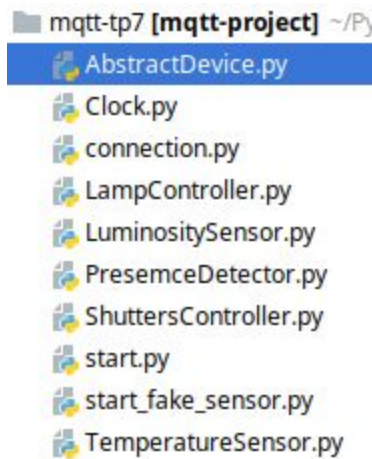 mqtt-tp7 [mqtt-project] ~/Py
AbstractDevice.py
Clock.py
connection.py
LampController.py
LuminositySensor.py
PresemceDetector.py
ShuttersController.py
start.py
start_fake_sensor.py
TemperatureSensor.py